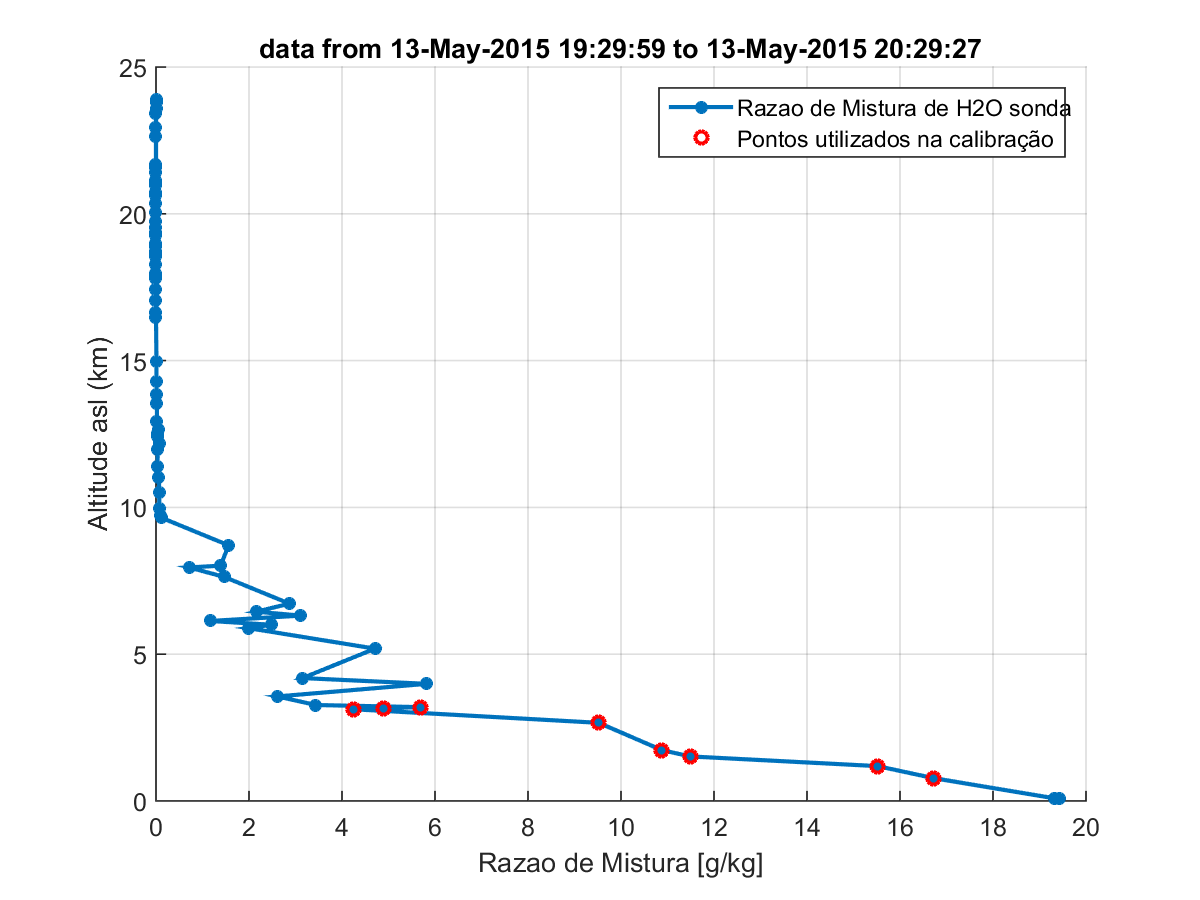 data from 13-May-2015 19:29:59 to 13-May-2015 20:29:27
Razao de Mistura de H2O sonda
Pontos utilizados na calibração
25
20
15
10
5
0
Altitude asl (km)
0 2 4 6 8 10 12 14 16 18 20
Razao de Mistura [g/kg]